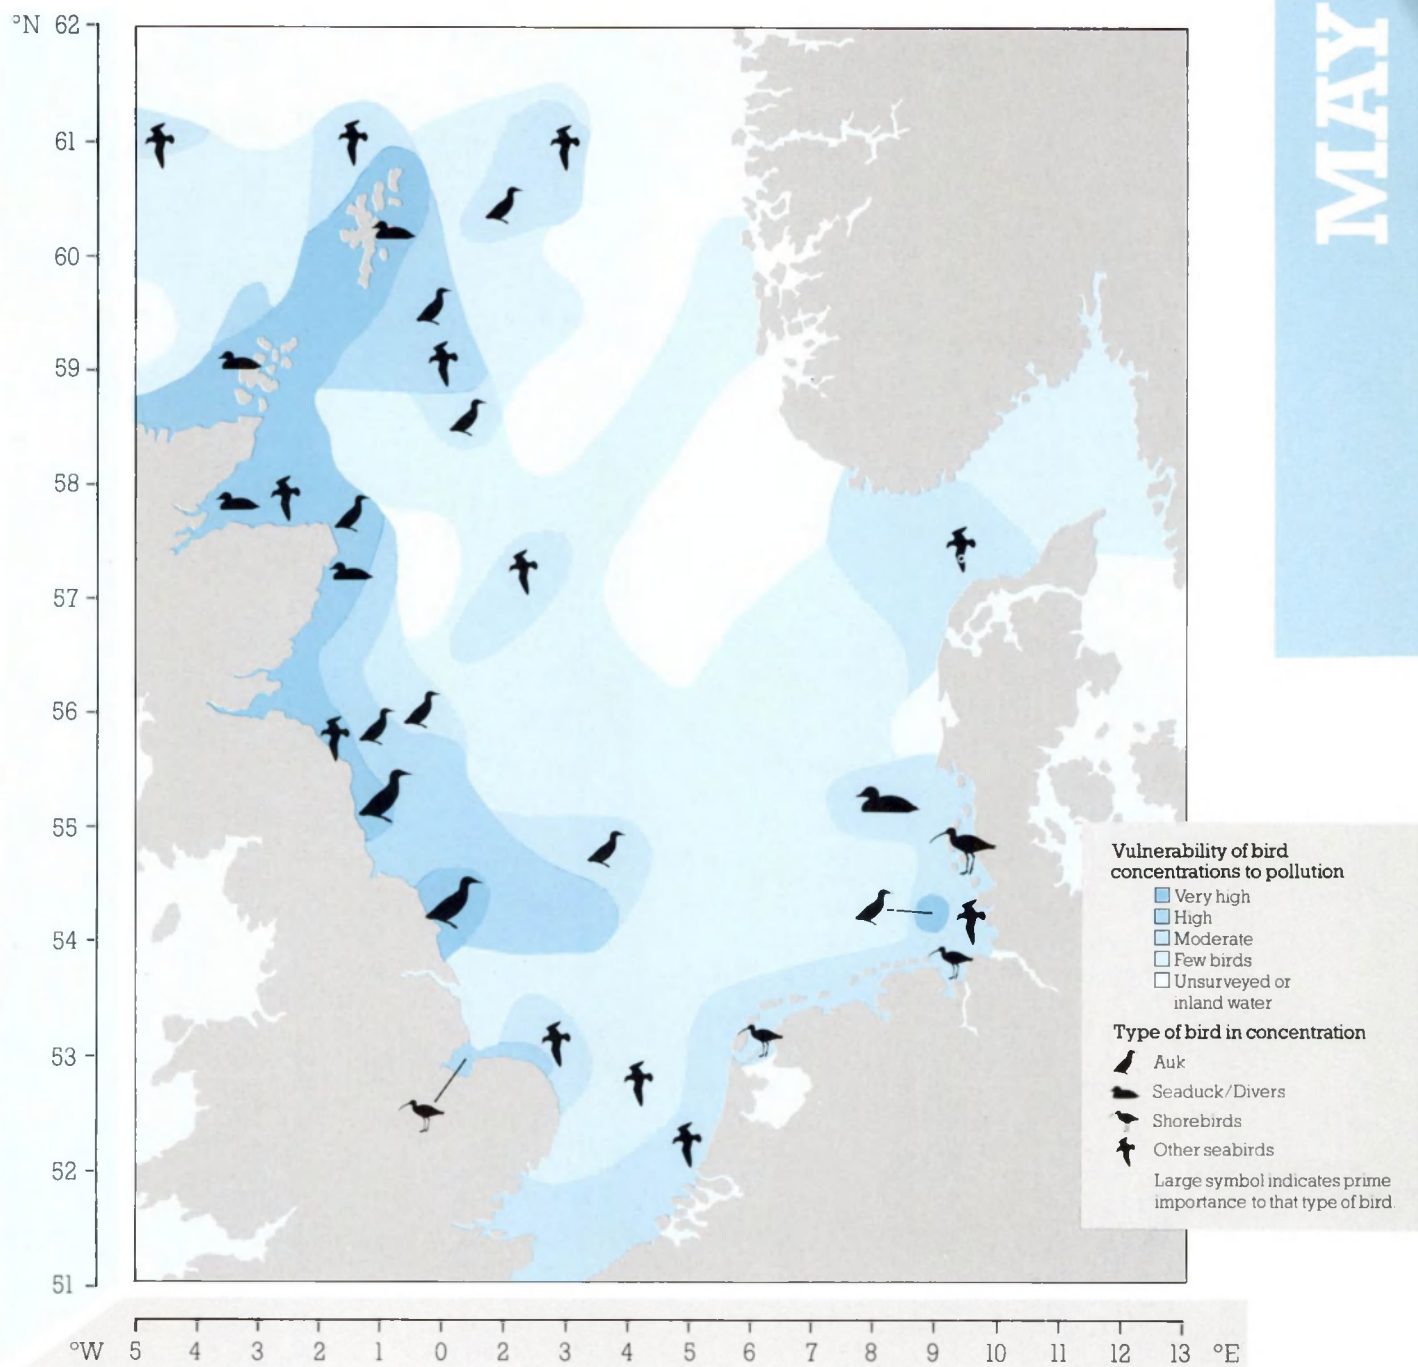 MAY
°N 62
61
60
59
58
57
56
55
54
53
52
51
°W 5 4 3 2 1 0 2 3 4 5 6 7 8 9 10 11 12 13 °E
Vulnerability of bird
concentrations to pollution
Very high
High
Moderate
Few birds
Unsurveyed or
inland water
Type of bird in concentration
Auk
Seaduck/Divers
Shorebirds
Other seabirds
Large symbol indicates prime
importance to that type of bird